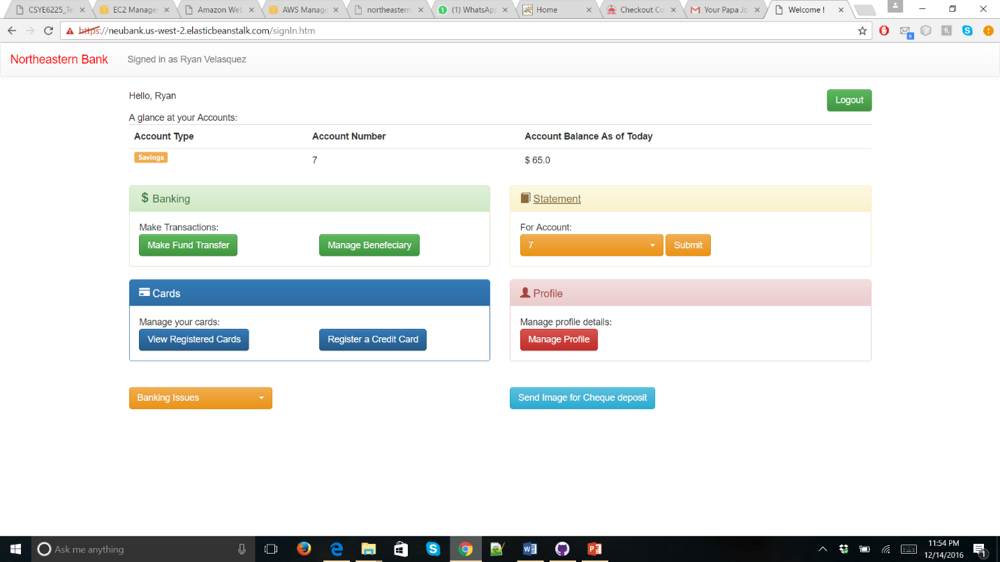 CSYE6225_Te
EC2 Manage
Amazon Web
AWS Manage
northeastern
(1) WhatsApp
Home
Checkout Co
Your Papa Jo
Welcome !
https://neubank.us-west-2.elasticbeanstalk.com/signIn.htm
9
Northeastern Bank Signed in as Ryan Velasquez
Hello, Ryan
Logout
A glance at your Accounts:
Account Type Account Number Account Balance As of Today
Savings 7 $ 65.0
$ Banking
Make Transactions:
Make Fund Transfer Manage Benefeciary
Statement
For Account:
7 Submit
Cards
Manage your cards:
View Registered Cards Register a Credit Card
Profile
Manage profile details:
Manage Profile
Banking Issues
Send Image for Cheque deposit
Ask me anything
11:54 PM
12/14/2016
1